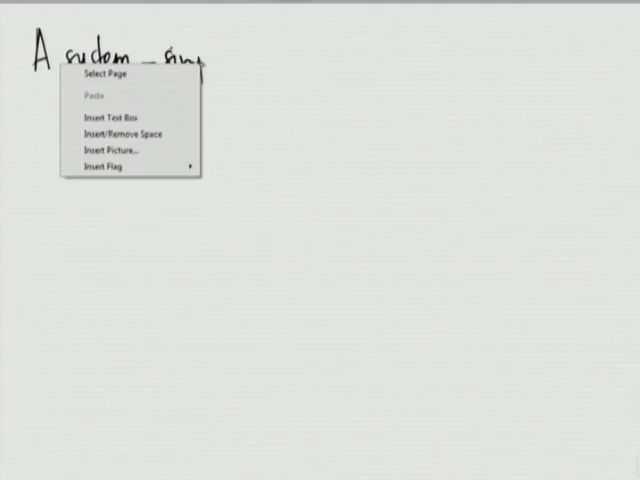 A
Select Page
Paste
Insert Text Box
Insert/Remove Space
Insert Picture...
Insert Flag